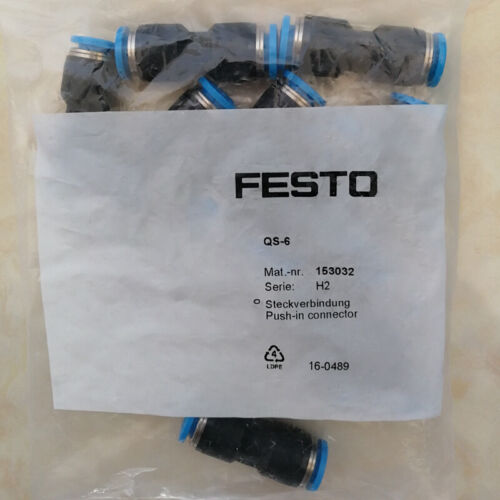 FESTO
QS-6
Mat.-nr. 153032
Serie: H2
Steckverbindung
Push-in connector
4
LDPE
16-0489